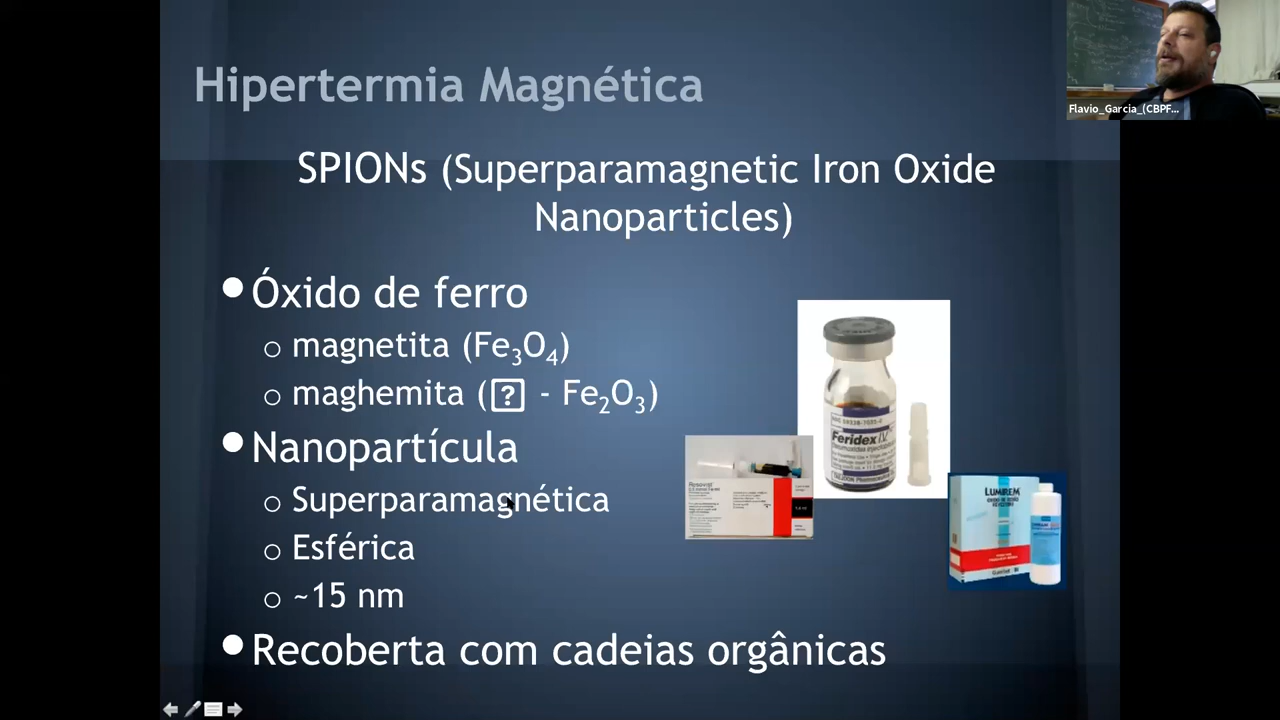 Hipertermia Magnética
Flavio_Garcia_(CBPF...
SPIONs (Superparamagnetic Iron Oxide
Nanoparticles)
•Óxido de ferro
o magnetita (Fe₃O₄)
o maghemita (? - Fe₂O₃)
•Nanopartícula
o Superparamagnética
o Esférica
o ~15 nm
•Recoberta com cadeias orgânicas
Feridex I.V.
Resovist
LUMIREM